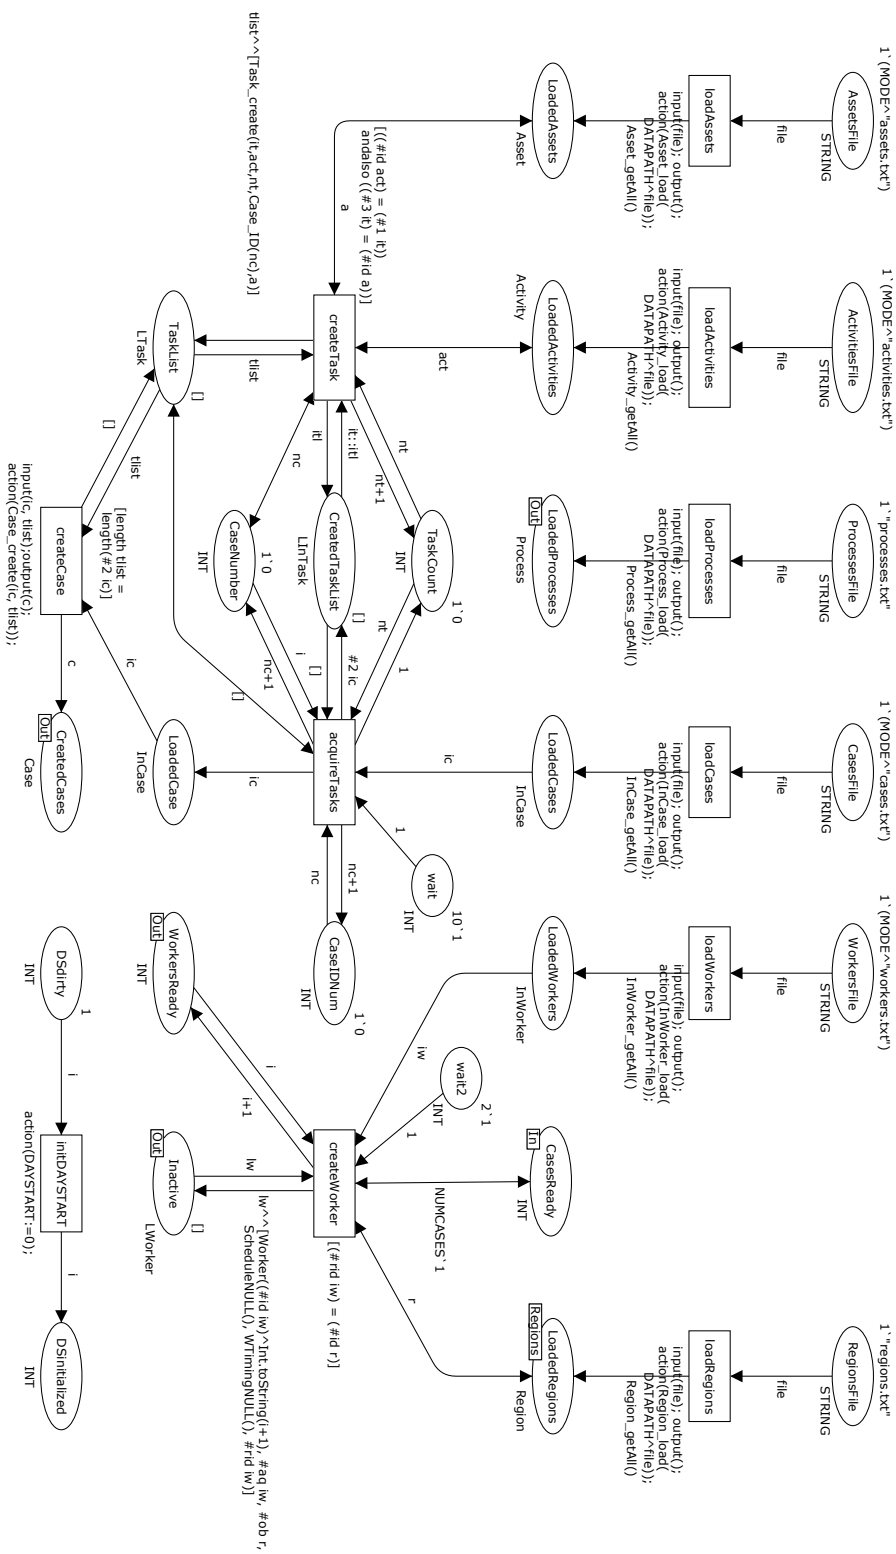 1`(MODE^"assets.txt")
AssetsFile
STRING
file
loadAssets
input(file); output();
action(Asset_load(
DATAPATH^file));
Asset_getAll()
LoadedAssets
Asset
1`(MODE^"activities.txt")
ActivitiesFile
STRING
file
loadActivities
input(file); output();
action(Activity_load(
DATAPATH^file));
Activity_getAll()
LoadedActivities
Activity
1`"processes.txt"
ProcessesFile
STRING
file
loadProcesses
input(file); output();
action(Process_load(
DATAPATH^file));
Process_getAll()
LoadedProcesses
Out
Process
1`(MODE^"cases.txt")
CasesFile
STRING
file
loadCases
input(file); output();
action(InCase_load(
DATAPATH^file));
InCase_getAll()
LoadedCases
InCase
1`(MODE^"workers.txt")
WorkersFile
STRING
file
loadWorkers
input(file); output();
action(InWorker_load(
DATAPATH^file));
InWorker_getAll()
LoadedWorkers
InWorker
1`"regions.txt"
RegionsFile
STRING
file
loadRegions
input(file); output();
action(Region_load(
DATAPATH^file));
Region_getAll()
LoadedRegions
Regions
Region
[((#id act) = (#1 it))
andalso ((#3 it) = (#id a))]
a
act
createTask
tlist^^[Task_create(it,act,nt,Case_ID(nc),a)]
tlist
nt
nt+1
TaskCount
1`0
INT
nt
1
it::itl
itl
CreatedTaskList
[]
LInTask
#2 ic
[]
nc
CaseNumber
1`0
INT
i
nc+1
acquireTasks
ic
1
wait
10`1
INT
nc+1
nc
CaseIDNum
1`0
INT
TaskList
[]
LTask
[]
[]
tlist
[length tlist =
length(#2 ic)]
createCase
input(ic, tlist);output(c);
action(Case_create(ic, tlist));
ic
ic
LoadedCase
InCase
c
CreatedCases
Out
Case
CasesReady
In
INT
wait2
2`1
INT
iw
1
NUMCASES`1
r
createWorker
[(#rid iw) = (#id r)]
i
i+1
WorkersReady
Out
INT
lw
lw^^[Worker((#id iw)^Int.toString(i+1), #aq iw, #ob r,
ScheduleNULL(), WTimingNULL(), #rid iw)]
Inactive
[]
Out
LWorker
DSdirty
1
INT
i
initDAYSTART
action(DAYSTART:=0);
i
DSinitialized
INT